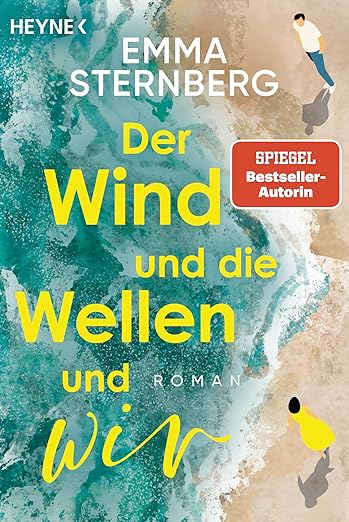 HEYNE
EMMA
STERNBERG
Der
Wind
und die
Wellen
und
ROMAN
wir
SPIEGEL
Bestseller-
Autorin